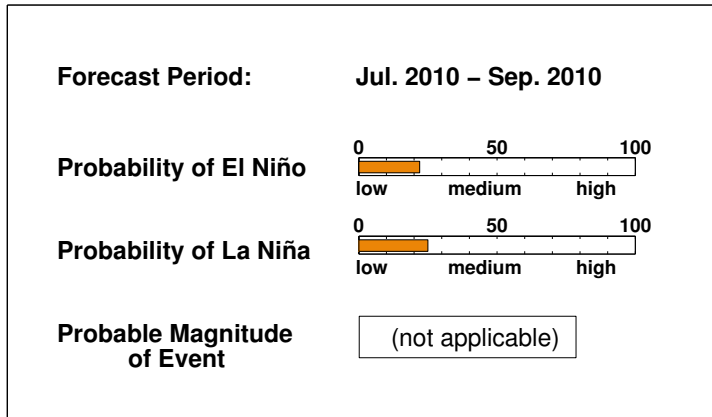 Forecast Period: Jul. 2010 − Sep. 2010
0 50 100
Probability of El Niño
low medium high
0 50 100
Probability of La Niña
low medium high
Probable Magnitude
of Event
(not applicable)